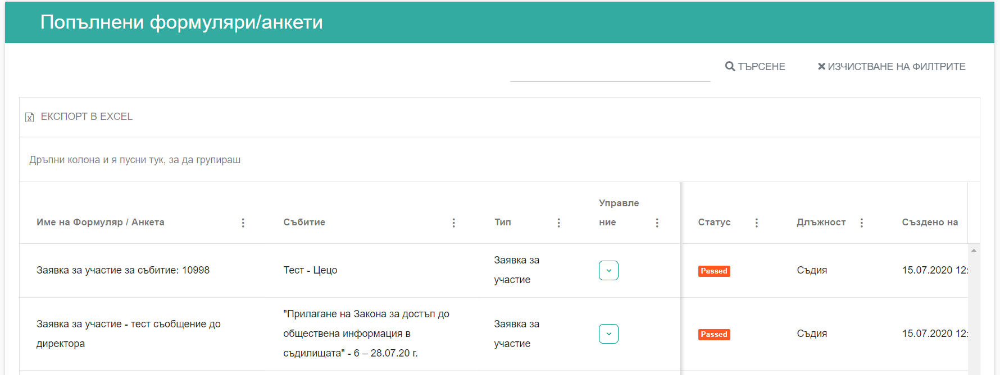 Попълнени формуляри/анкети
ТЪРСЕНЕ
ИЗЧИСТВАНЕ НА ФИЛТРИТЕ
ЕКСПОРТ В EXCEL
Дръпни колона и я пусни тук, за да групираш
Име на Формуляр / Анкета
Събитие
Тип
Управле
ние
Статус
Длъжност
Създено на
Заявка за участие за събитие: 10998
Тест - Цецо
Заявка за
участие
Passed
Съдия
15.07.2020 12:
Заявка за участие - тест съобщение до
директора
"Прилагане на Закона за достъп до
обществена информация в
съдилищата" - 6 – 28.07.20 г.
Заявка за
участие
Passed
Съдия
15.07.2020 12: